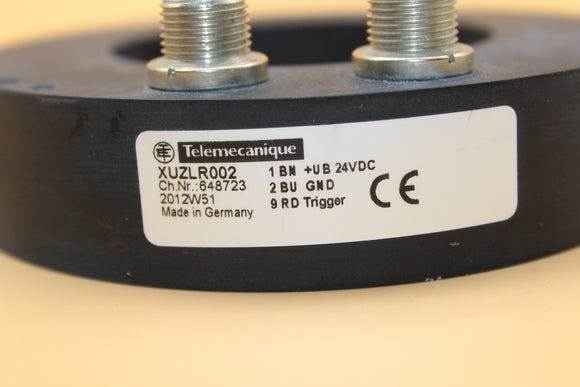 Telemecanique
XUZLR002
Ch.Nr.:648723
2012W51
Made in Germany
1 BN +UB 24VDC
2 BU GND
9 RD Trigger
CE